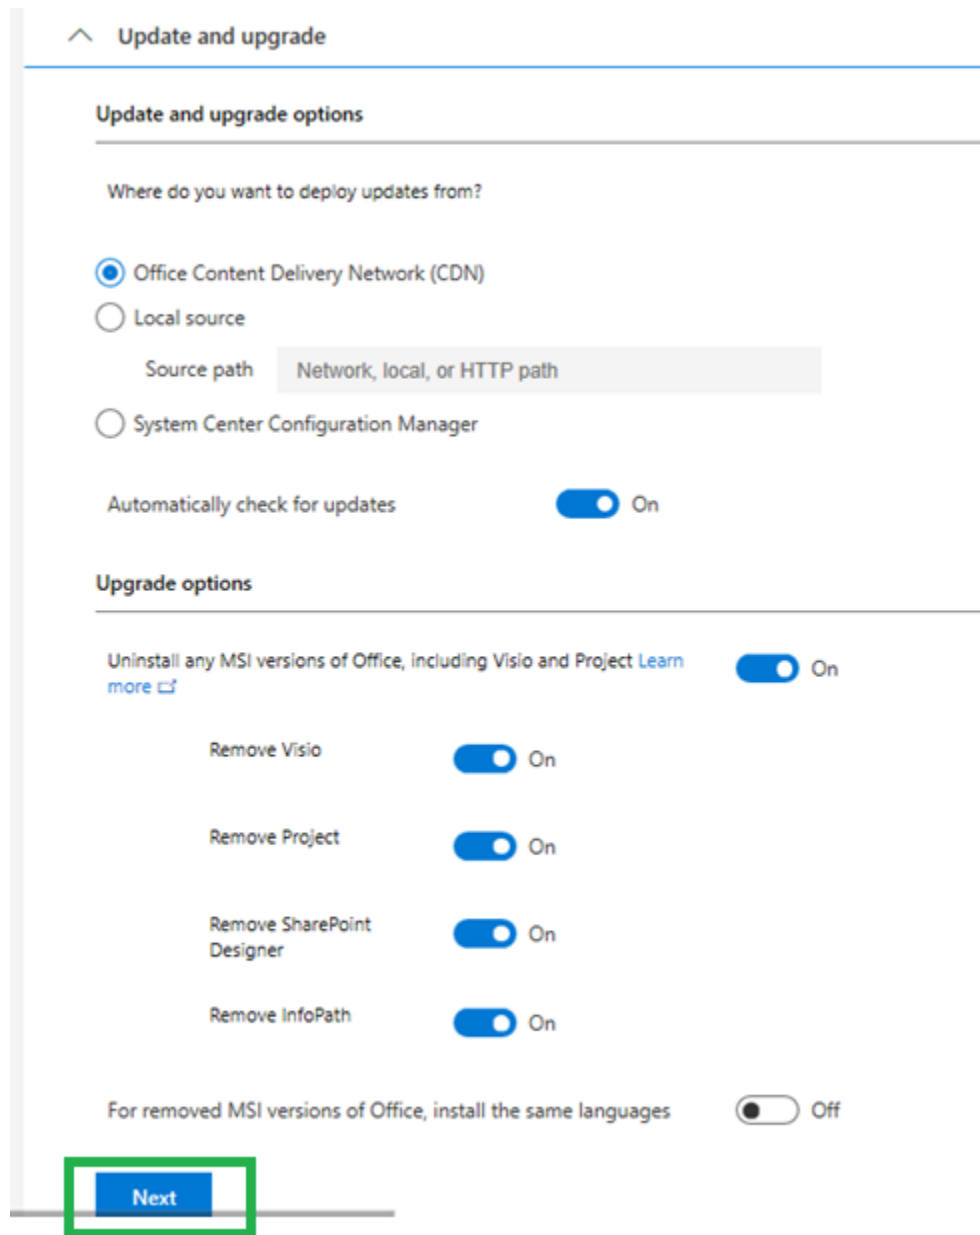 Update and upgrade
Update and upgrade options
Where do you want to deploy updates from?
Office Content Delivery Network (CDN)
Local source
Source path Network, local, or HTTP path
System Center Configuration Manager
Automatically check for updates On
Upgrade options
Uninstall any MSI versions of Office, including Visio and Project Learn
more On
Remove Visio On
Remove Project On
Remove SharePoint
Designer On
Remove InfoPath On
For removed MSI versions of Office, install the same languages Off
Next